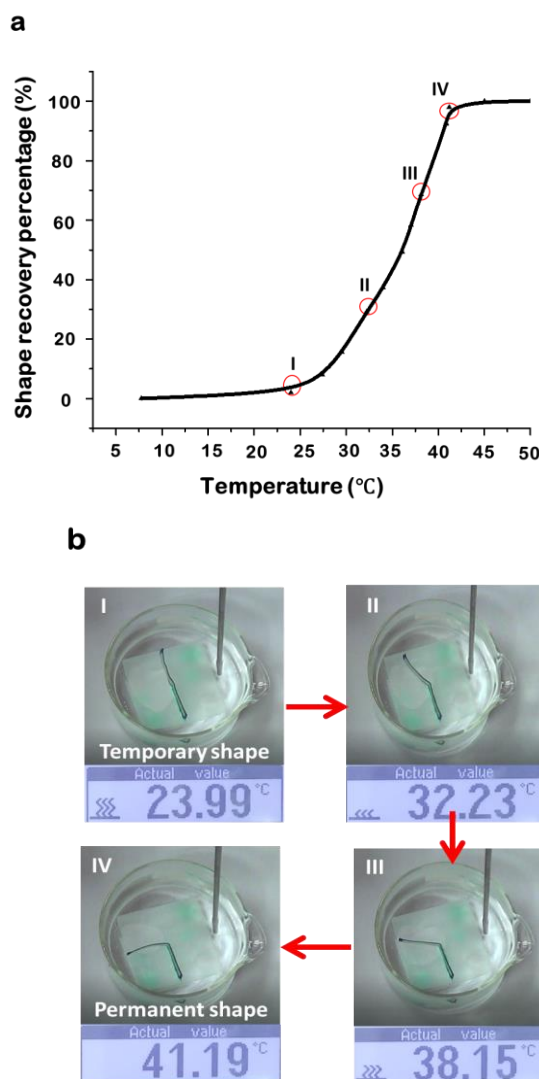 a
Shape recovery percentage (%)
100
80
60
40
20
0
I
II
III
IV
5 10 15 20 25 30 35 40 45 50
Temperature (℃)
b
I
Temporary shape
Actual value
23.99 °C
II
Actual value
32.23 °C
IV
Permanent shape
Actual value
41.19 °C
III
Actual value
38.15 °C